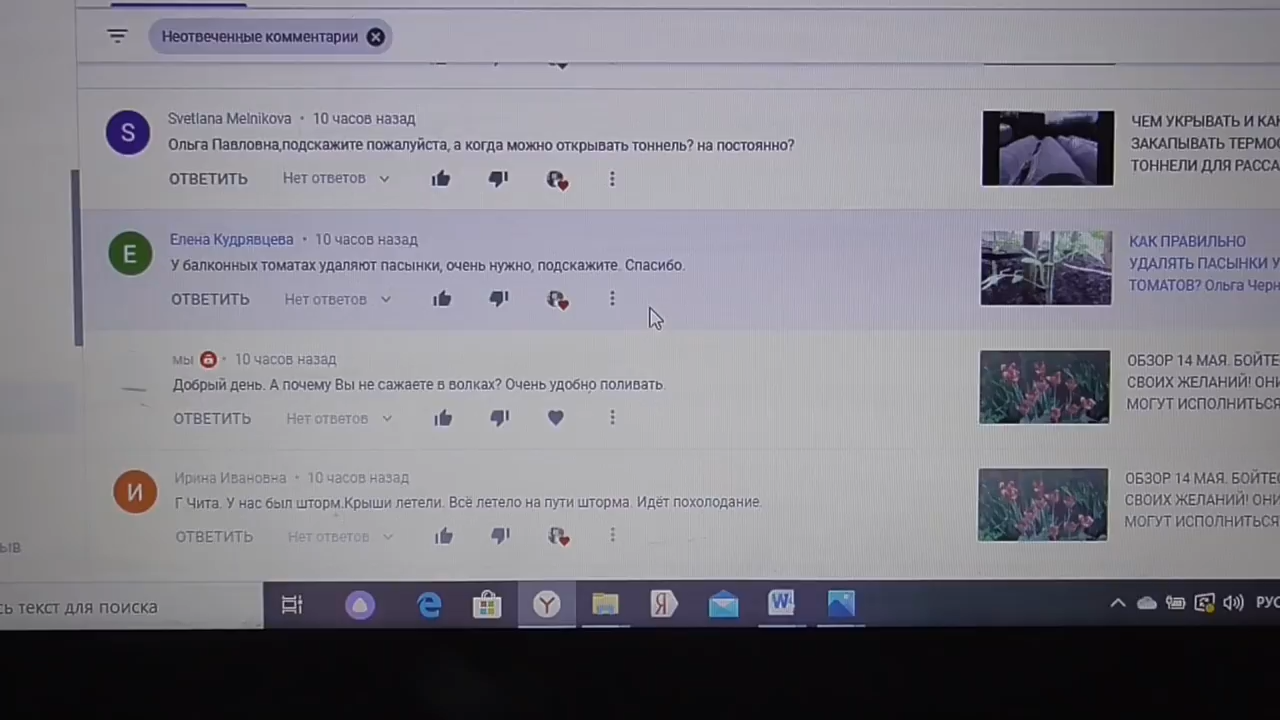 Неотвеченные комментарии
S
Svetlana Melnikova • 10 часов назад
Ольга Павловна,подскажите пожалуйста, а когда можно открывать тоннель? на постоянно?
ОТВЕТИТЬ Нет ответов
ЧЕМ УКРЫВАТЬ И КА
ЗАКАПЫВАТЬ ТЕРМОС
ТОННЕЛИ ДЛЯ РАССА
Е
Елена Кудрявцева • 10 часов назад
У балконных томатах удаляют пасынки, очень нужно, подскажите. Спасибо.
ОТВЕТИТЬ Нет ответов
КАК ПРАВИЛЬНО
УДАЛЯТЬ ПАСЫНКИ У
ТОМАТОВ? Ольга Черн
мы • 10 часов назад
Добрый день. А почему Вы не сажаете в волках? Очень удобно поливать.
ОТВЕТИТЬ Нет ответов
ОБЗОР 14 МАЯ. БОЙТЕ
СВОИХ ЖЕЛАНИЙ! ОНИ
МОГУТ ИСПОЛНИТЬСЯ
И
Ирина Ивановна • 10 часов назад
Г Чита. У нас был шторм.Крыши летели. Всё летело на пути шторма. Идёт похолодание.
ОТВЕТИТЬ Нет ответов
ОБЗОР 14 МАЯ. БОЙТЕ
СВОИХ ЖЕЛАНИЙ! ОНИ
МОГУТ ИСПОЛНИТЬСЯ
ыв
сь текст для поиска
РУС